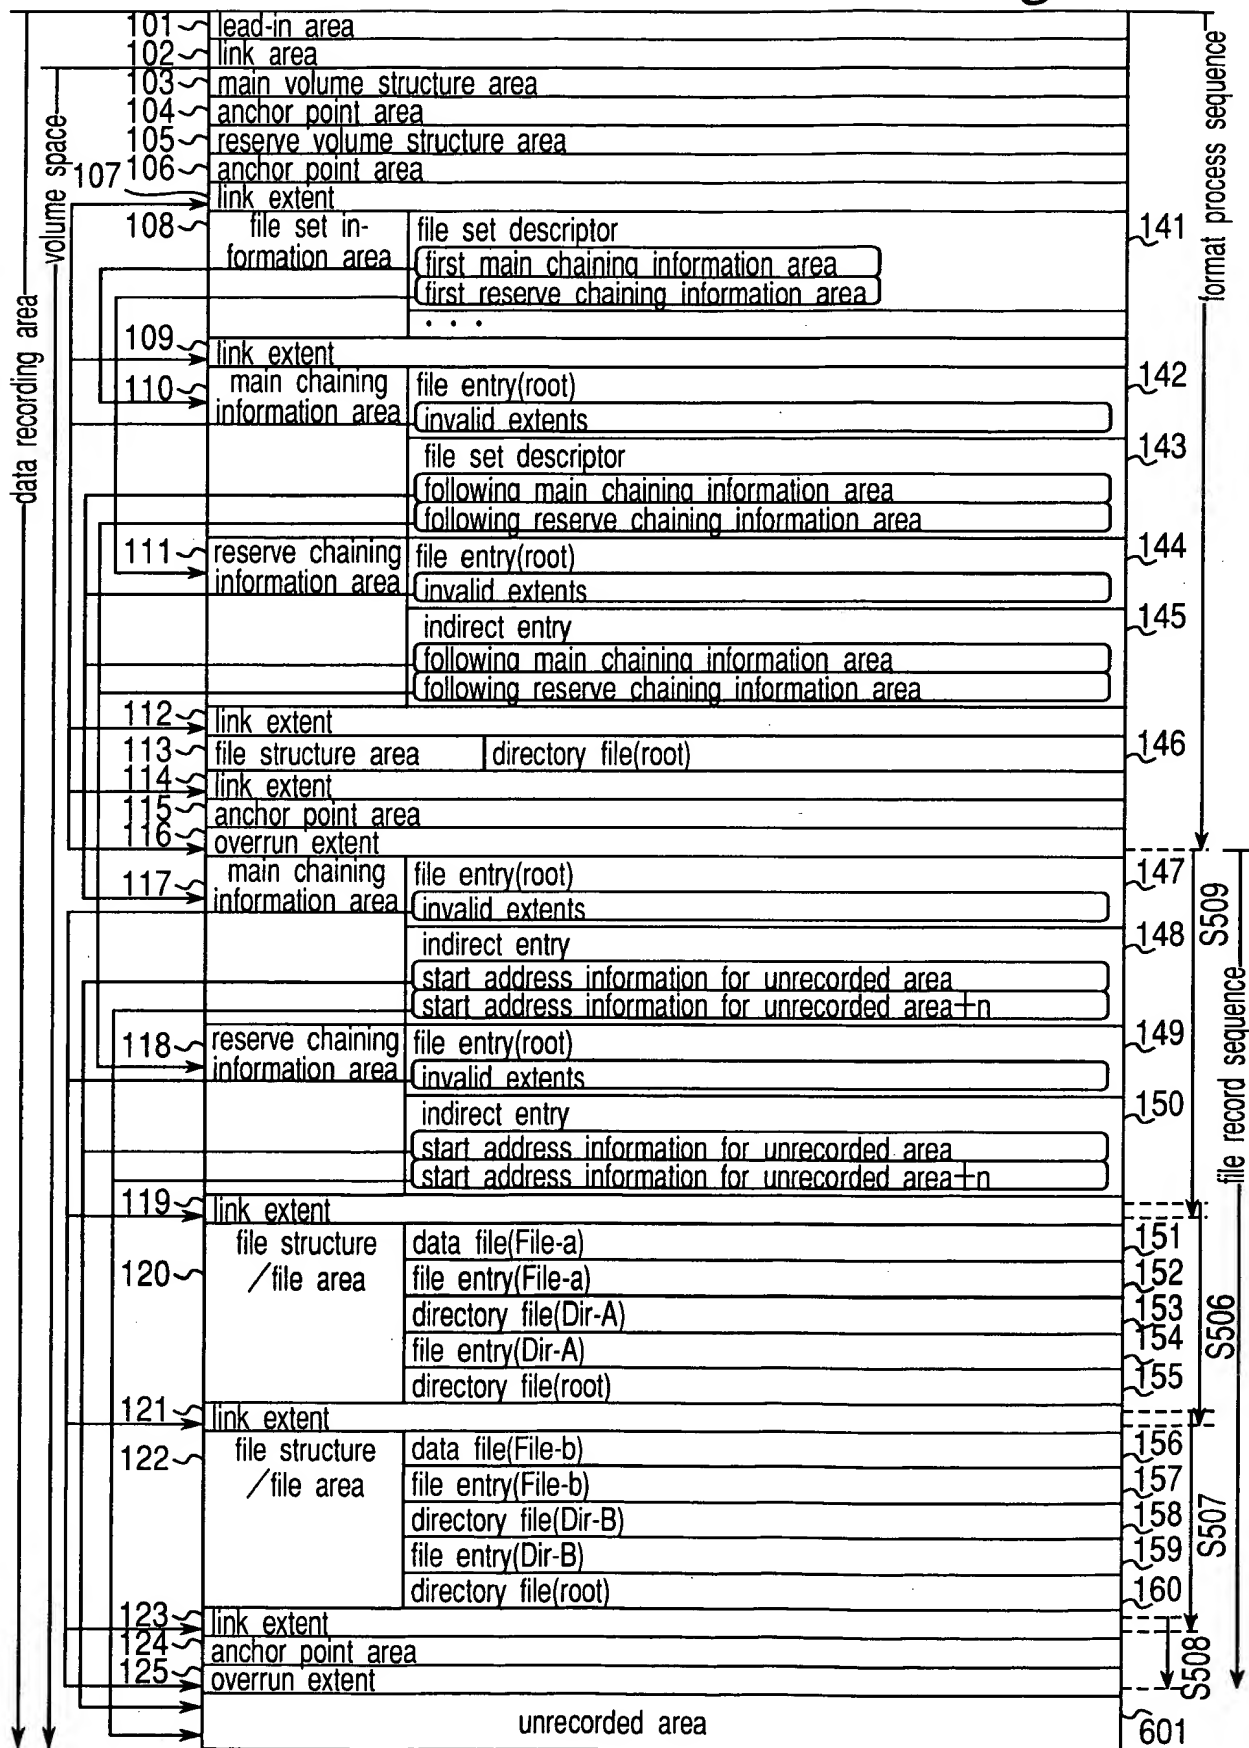 101 lead-in area
102 link area
103 main volume structure area
104 anchor point area
105 reserve volume structure area
106 anchor point area
107 link extent
108 file set in-
formation area
file set descriptor 141
first main chaining information area
first reserve chaining information area
. . .
109 link extent
110 main chaining
information area
file entry(root) 142
invalid extents
file set descriptor 143
following main chaining information area
following reserve chaining information area
111 reserve chaining
information area
file entry(root) 144
invalid extents
indirect entry 145
following main chaining information area
following reserve chaining information area
112 link extent
113 file structure area directory file(root) 146
114 link extent
115 anchor point area
116 overrun extent
117 main chaining
information area
file entry(root) 147
invalid extents
indirect entry 148
start address information for unrecorded area
start address information for unrecorded area+n
118 reserve chaining
information area
file entry(root) 149
invalid extents
indirect entry 150
start address information for unrecorded area
start address information for unrecorded area+n
119 link extent
120 file structure
/file area
data file(File-a) 151
file entry(File-a) 152
directory file(Dir-A) 153
file entry(Dir-A) 154
directory file(root) 155
121 link extent
122 file structure
/file area
data file(File-b) 156
file entry(File-b) 157
directory file(Dir-B) 158
file entry(Dir-B) 159
directory file(root) 160
123 link extent
124 anchor point area
125 overrun extent
unrecorded area 601
data recording area
volume space
format process sequence
file record sequence
S509
S506
S507
S508